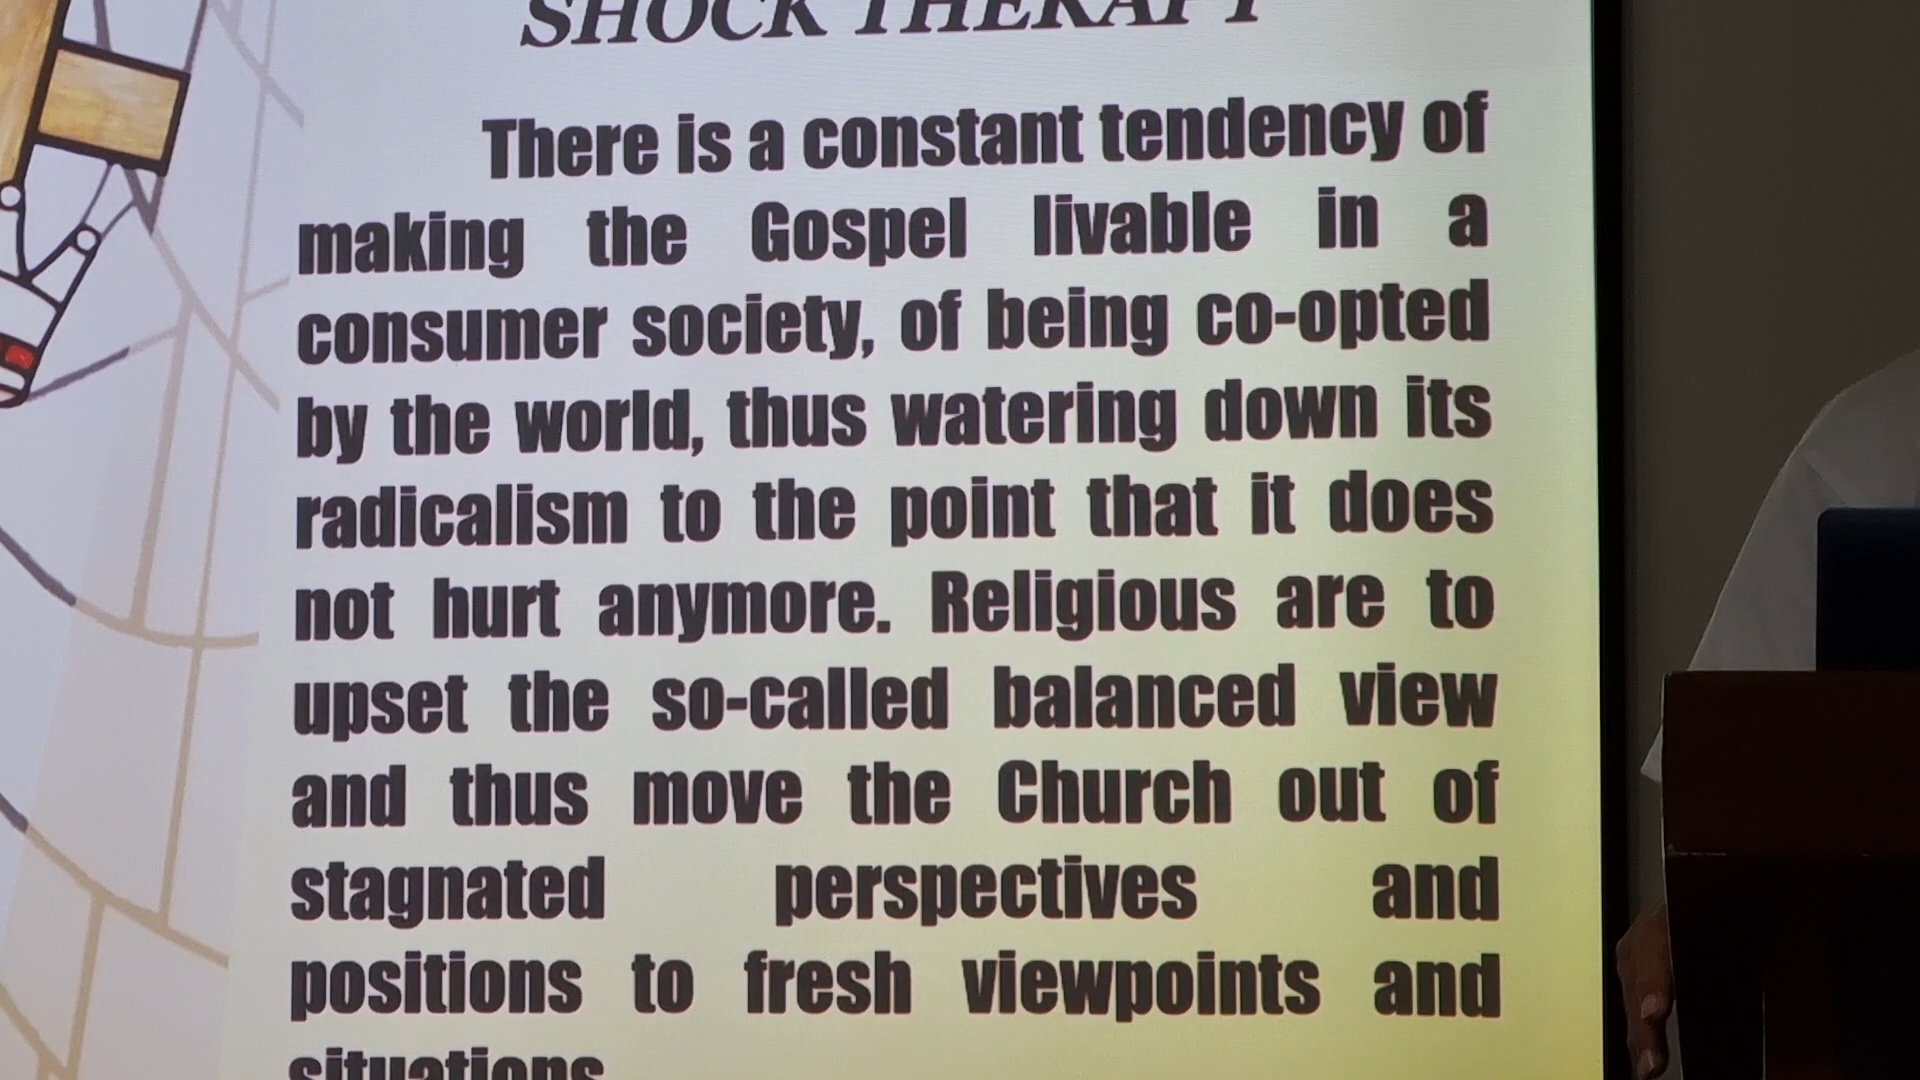 SHOCK THERAPY
There is a constant tendency of
making the Gospel livable in a
consumer society, of being co-opted
by the world, thus watering down its
radicalism to the point that it does
not hurt anymore. Religious are to
upset the so-called balanced view
and thus move the Church out of
stagnated perspectives and
positions to fresh viewpoints and
situations